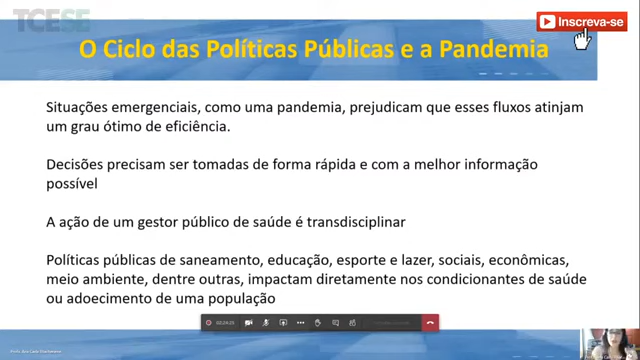 TCESE
Inscreva-se
O Ciclo das Políticas Públicas e a Pandemia
Situações emergenciais, como uma pandemia, prejudicam que esses fluxos atinjam
um grau ótimo de eficiência.
Decisões precisam ser tomadas de forma rápida e com a melhor informação
possível
A ação de um gestor público de saúde é transdisciplinar
Políticas públicas de saneamento, educação, esporte e lazer, sociais, econômicas,
meio ambiente, dentre outras, impactam diretamente nos condicionantes de saúde
ou adoecimento de uma população